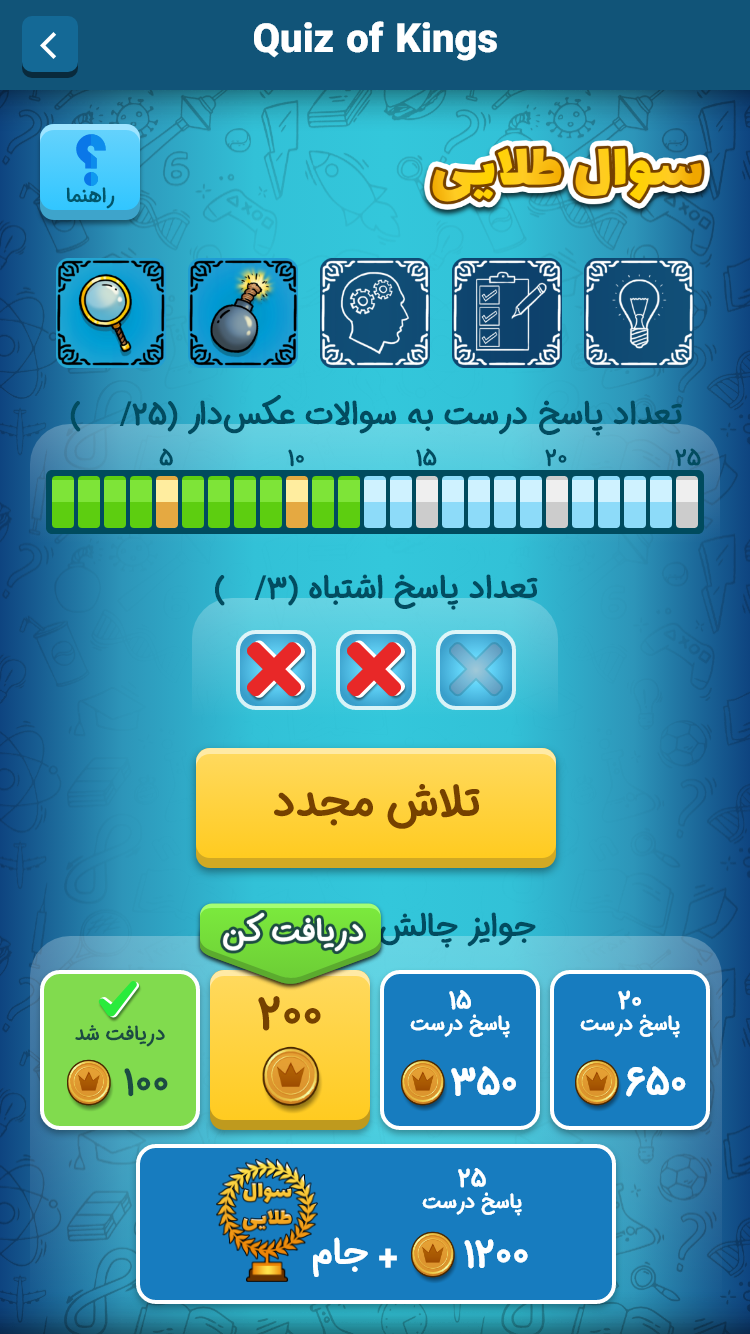 Quiz of Kings
راهنما
سوال طلایی
تعداد پاسخ درست به سوالات عکس‌دار (۲۵/ )
۵ ۱۰ ۱۵ ۲۰ ۲۵
تعداد پاسخ اشتباه (۳/ )
تلاش مجدد
جوایز چالش
دریافت کن
دریافت شد
۱۰۰
۲۰۰
۱۵
پاسخ درست
۳۵۰
۲۰
پاسخ درست
۶۵۰
۲۵
پاسخ درست
۱۲۰۰ + جام
سوال
طلایی